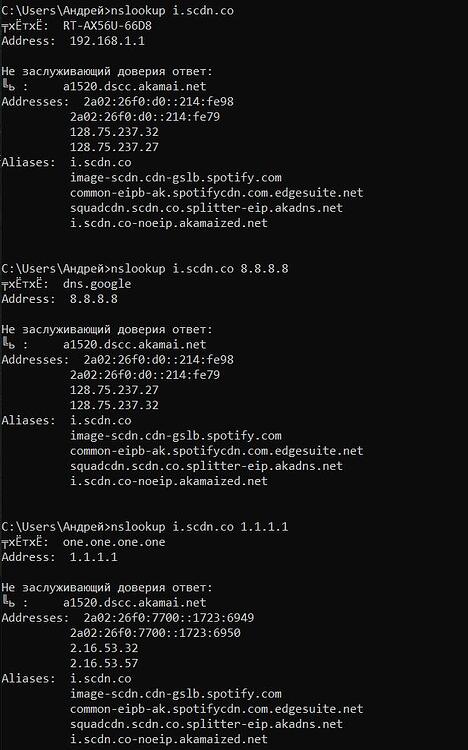 C:\Users\Андрей>nslookup i.scdn.co
╤хЁтхЁ:  RT-AX56U-66D8
Address:  192.168.1.1
Не заслуживающий доверия ответ:
╚ь :     a1520.dscc.akamai.net
Addresses:  2a02:26f0:d0::214:fe98
2a02:26f0:d0::214:fe79
128.75.237.32
128.75.237.27
Aliases:  i.scdn.co
image-scdn.cdn-gslb.spotify.com
common-eipb-ak.spotifycdn.com.edgesuite.net
squadcdn.scdn.co.splitter-eip.akadns.net
i.scdn.co-noeip.akamaized.net
C:\Users\Андрей>nslookup i.scdn.co 8.8.8.8
╤хЁтхЁ:  dns.google
Address:  8.8.8.8
Не заслуживающий доверия ответ:
╚ь :     a1520.dscc.akamai.net
Addresses:  2a02:26f0:d0::214:fe98
2a02:26f0:d0::214:fe79
128.75.237.27
128.75.237.32
Aliases:  i.scdn.co
image-scdn.cdn-gslb.spotify.com
common-eipb-ak.spotifycdn.com.edgesuite.net
squadcdn.scdn.co.splitter-eip.akadns.net
i.scdn.co-noeip.akamaized.net
C:\Users\Андрей>nslookup i.scdn.co 1.1.1.1
╤хЁтхЁ:  one.one.one.one
Address:  1.1.1.1
Не заслуживающий доверия ответ:
╚ь :     a1520.dscc.akamai.net
Addresses:  2a02:26f0:7700::1723:6949
2a02:26f0:7700::1723:6950
2.16.53.32
2.16.53.57
Aliases:  i.scdn.co
image-scdn.cdn-gslb.spotify.com
common-eipb-ak.spotifycdn.com.edgesuite.net
squadcdn.scdn.co.splitter-eip.akadns.net
i.scdn.co-noeip.akamaized.net